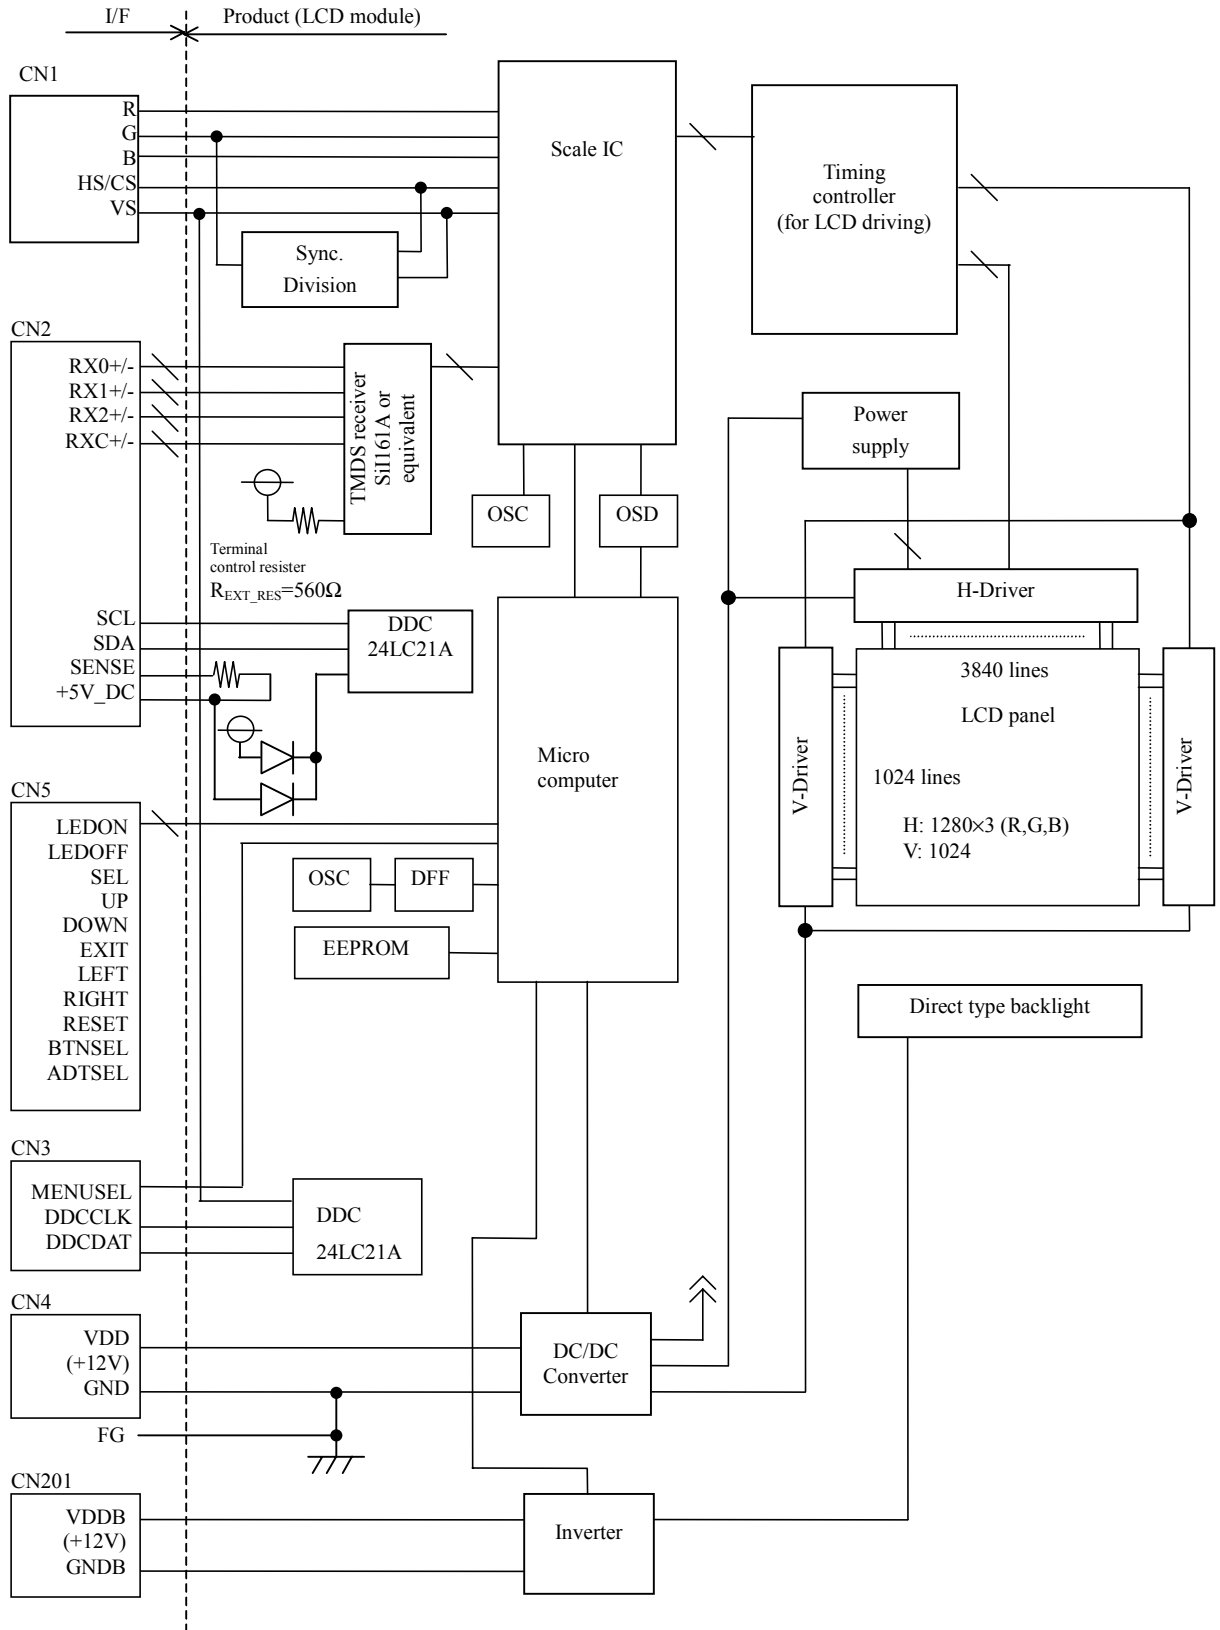 I/F
Product (LCD module)
CN1
R
G
B
HS/CS
VS
Sync.
Division
Scale IC
Timing
controller
(for LCD driving)
CN2
RX0+/-
RX1+/-
RX2+/-
RXC+/-
TMDS receiver
SiI161A or
equivalent
Terminal
control resister
REXT_RES=560Ω
SCL
SDA
SENSE
+5V_DC
DDC
24LC21A
OSC
OSD
Power
supply
H-Driver
V-Driver
3840 lines
LCD panel
1024 lines
H: 1280×3 (R,G,B)
V: 1024
V-Driver
Micro
computer
CN5
LEDON
LEDOFF
SEL
UP
DOWN
EXIT
LEFT
RIGHT
RESET
BTNSEL
ADTSEL
OSC
DFF
EEPROM
Direct type backlight
CN3
MENUSEL
DDCCLK
DDCDAT
DDC
24LC21A
CN4
VDD
(+12V)
GND
FG
DC/DC
Converter
CN201
VDDB
(+12V)
GNDB
Inverter